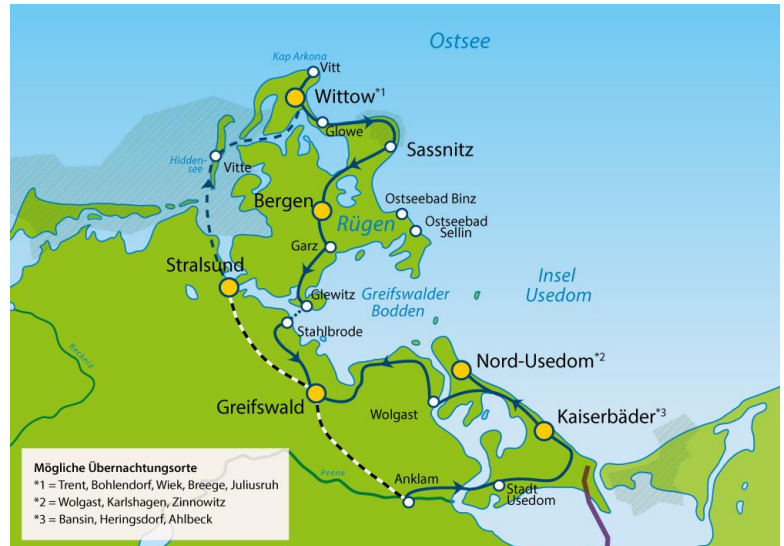 Ostsee
Kap Arkona
Vitt
Wittow*1
Glowe
Sassnitz
Hidden-
see
Vitte
Bergen
Rügen
Ostseebad Binz
Ostseebad
Sellin
Garz
Stralsund
Glewitz
Greifswalder
Bodden
Insel
Usedom
Stahlbrode
Recknitz
Nord-Usedom*2
Greifswald
Wolgast
Kaiserbäder*3
Peene
Anklam
Stadt
Usedom
Mögliche Übernachtungsorte
*1 = Trent, Bohlendorf, Wiek, Breege, Juliusruh
*2 = Wolgast, Karlshagen, Zinnowitz
*3 = Bansin, Heringsdorf, Ahlbeck